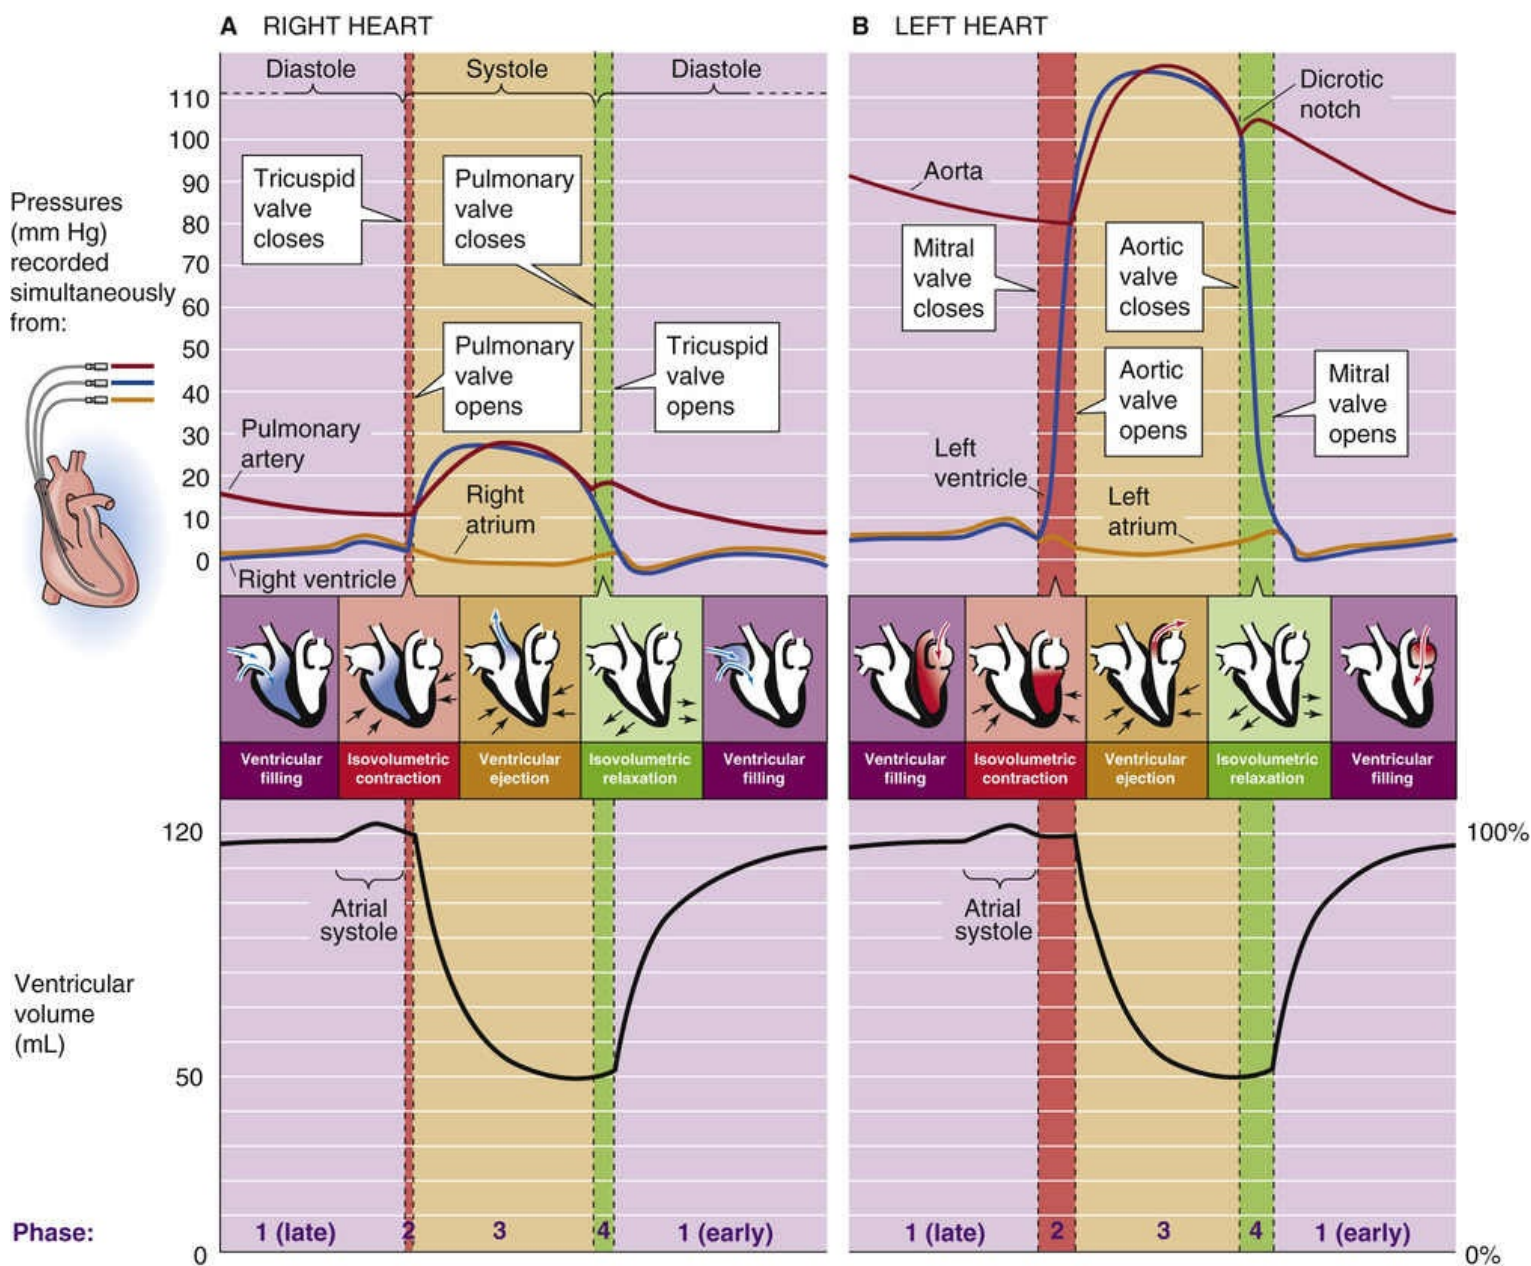 A RIGHT HEART
Diastole
Systole
Diastole
110
100
90
80
70
60
50
40
30
20
10
0
Pressures
(mm Hg)
recorded
simultaneously
from:
Tricuspid
valve
closes
Pulmonary
valve
closes
Pulmonary
valve
opens
Tricuspid
valve
opens
Pulmonary
artery
Right
atrium
Right ventricle
Ventricular
filling
Isovolumetric
contraction
Ventricular
ejection
Isovolumetric
relaxation
Ventricular
filling
B LEFT HEART
Dicrotic
notch
Aorta
Mitral
valve
closes
Aortic
valve
closes
Aortic
valve
opens
Mitral
valve
opens
Left
ventricle
Left
atrium
Ventricular
filling
Isovolumetric
contraction
Ventricular
ejection
Isovolumetric
relaxation
Ventricular
filling
120
50
0
Ventricular
volume
(mL)
Atrial
systole
Atrial
systole
100%
0%
Phase:
1 (late)
2
3
4
1 (early)
1 (late)
2
3
4
1 (early)